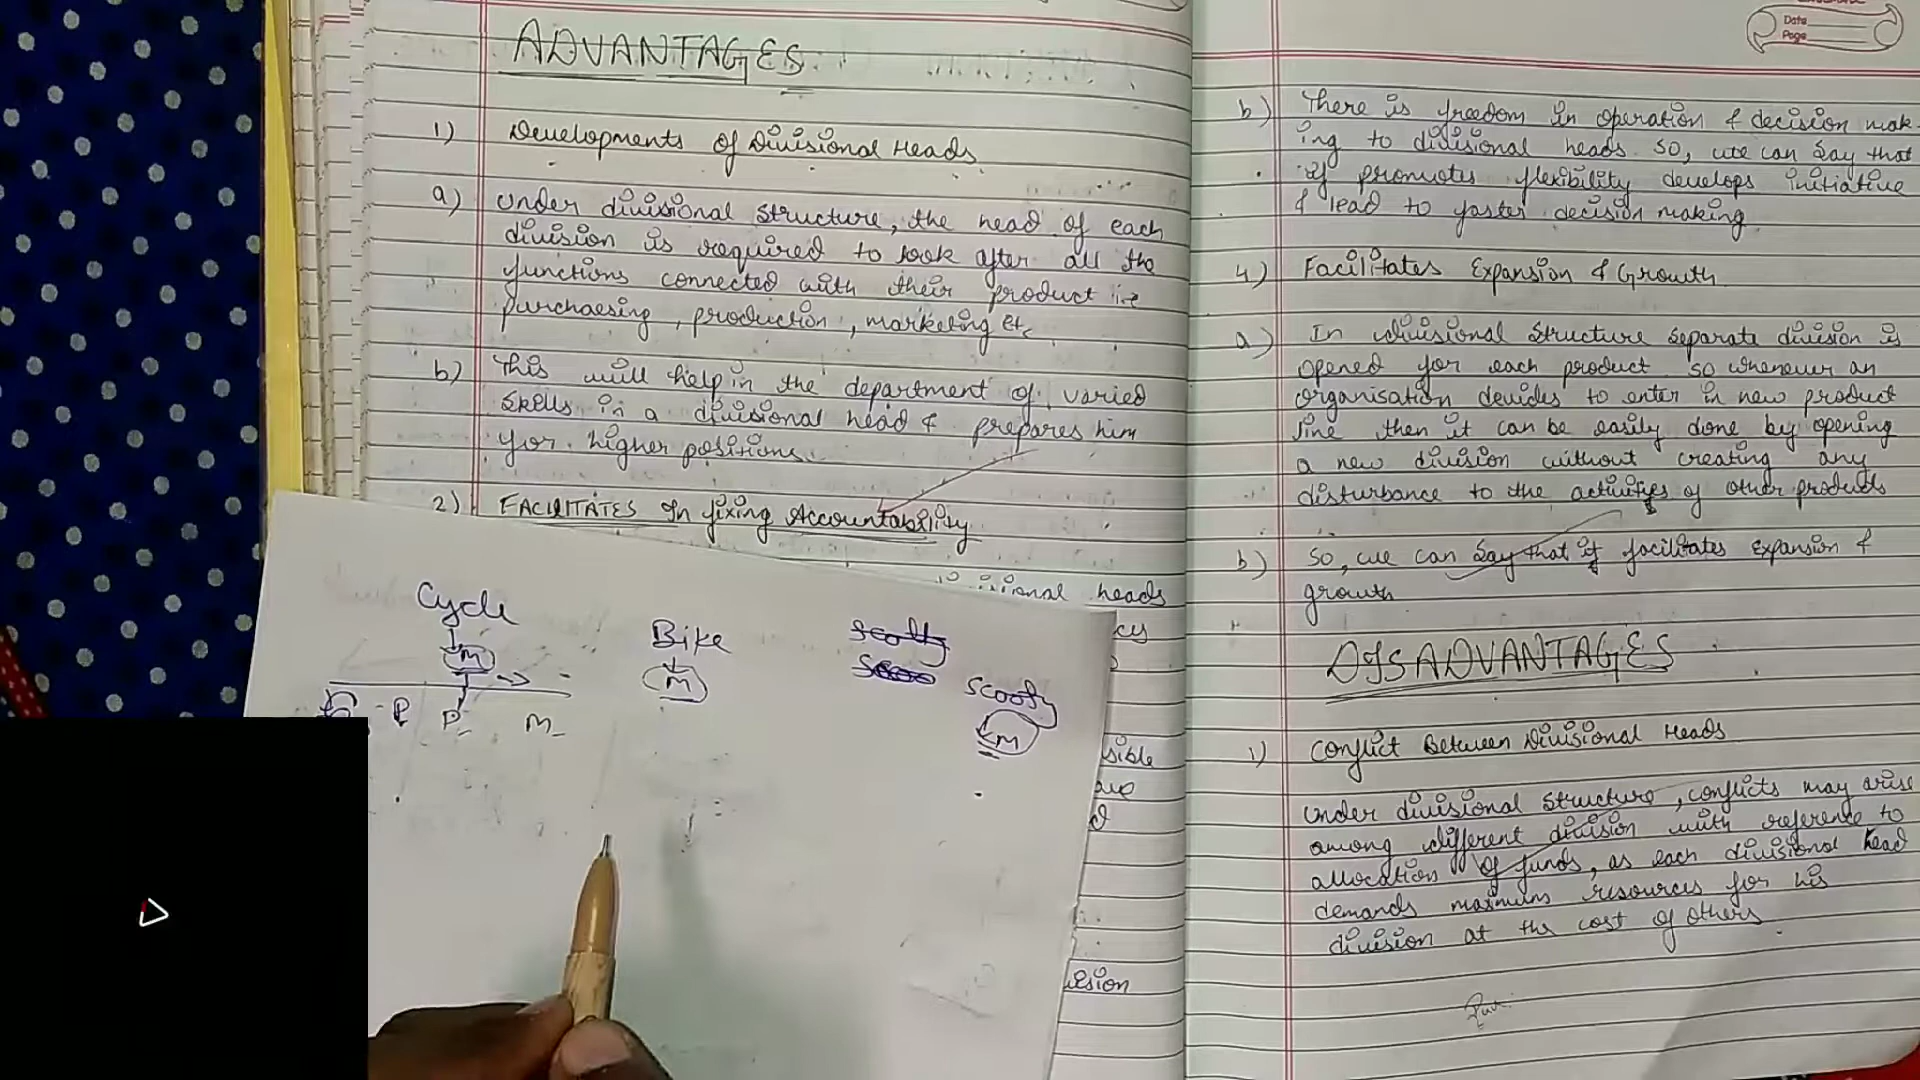 ADVANTAGES
1) Developments of Divisional Heads
a) Under divisional structure, the head of each
division is required to look after all the
functions connected with their product i.e
purchaesing, production, marketing etc
b) This will help in the department of varied
skells in a divisional head & prepares him
for higher positions.
2) FACILITATES In fixing Accountability
isional heads
cy
sible
ave
d
vision
Cycle
M
P P M
Bike
M
Scooty
M
Date
Page
b) There is freedom in operation & decision mak-
ing to divisional heads. So, we can say that
if promotes flexibility develops initiative
& lead to faster decision making
4) Facilitates Expansion & Growth
a) In divisional structure separate division is
opened for each product so whenever an
organisation decides to enter in new product
line then it can be easily done by opening
a new division without creating any
disturbance to the activities of other products
b) So, we can say that it facilitates expansion &
growth
DISADVANTAGES
1) Conflict Between Divisional Heads
Under divisional structure, conflicts may arise
among different division with reference to
allocation of funds, as each divisional head
demands resources for his
division at the cost of others